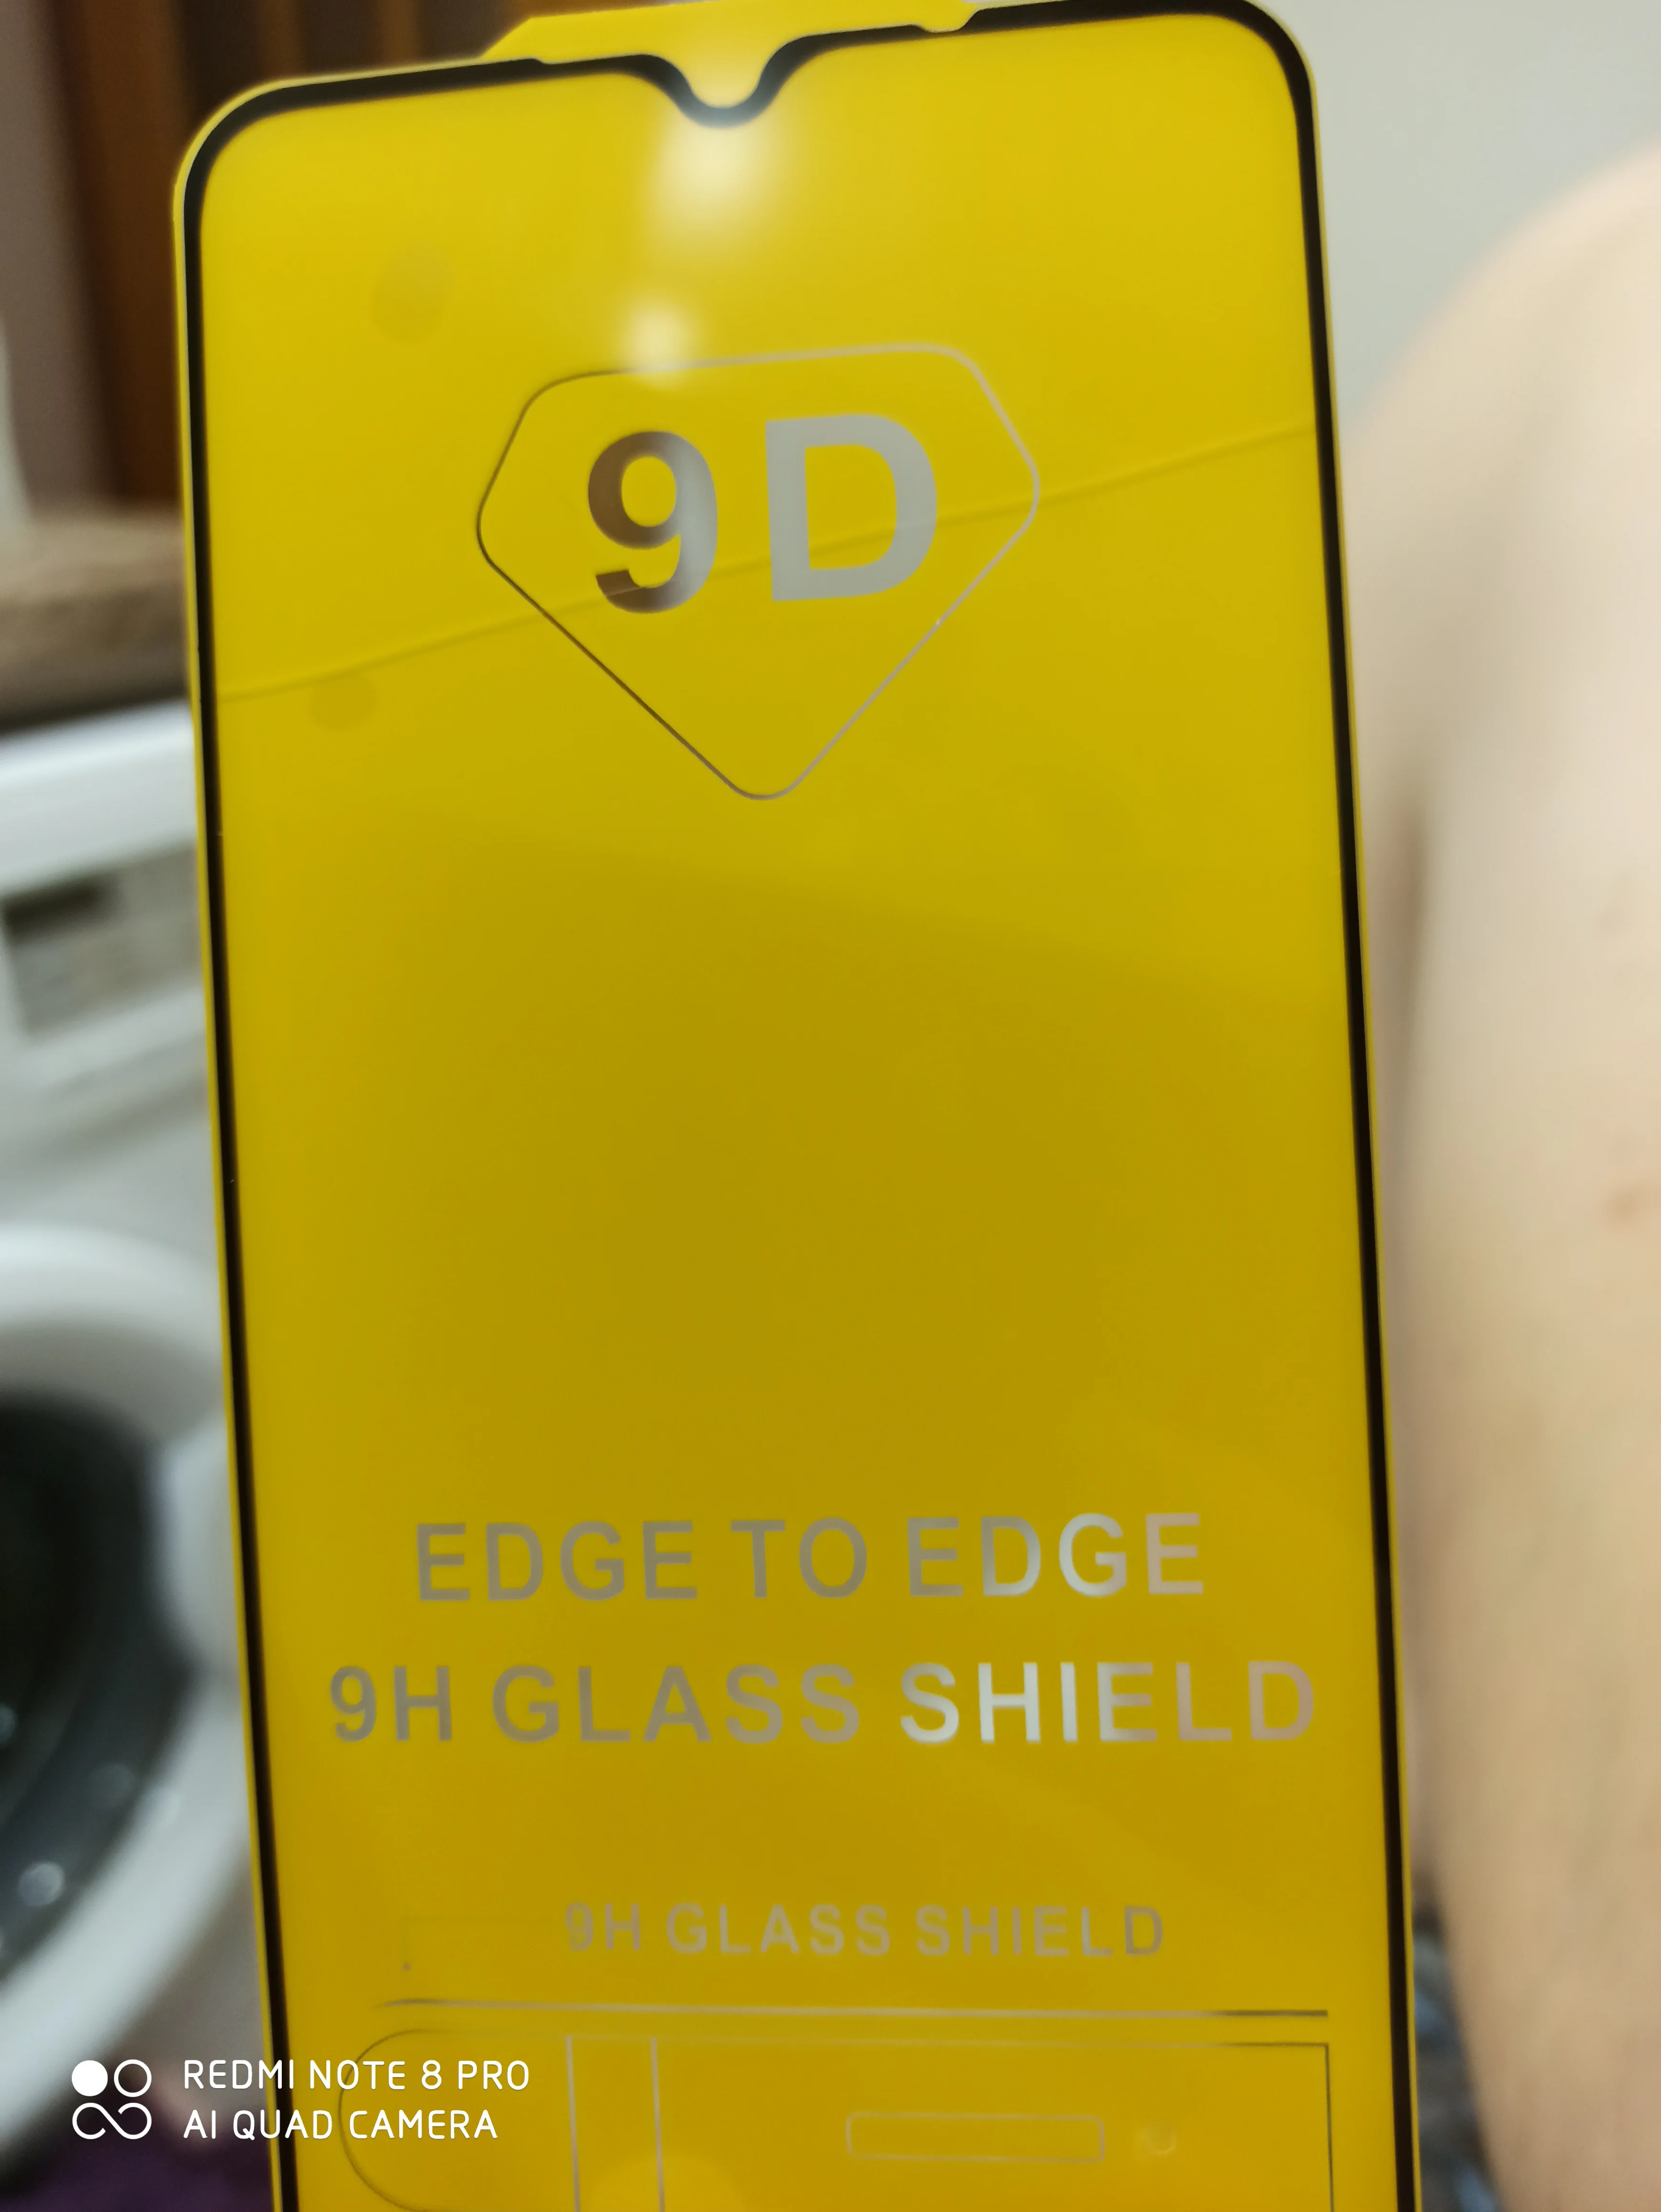 9D
EDGE TO EDGE
9H GLASS SHIELD
9H GLASS SHIELD
REDMI NOTE 8 PRO
AI QUAD CAMERA